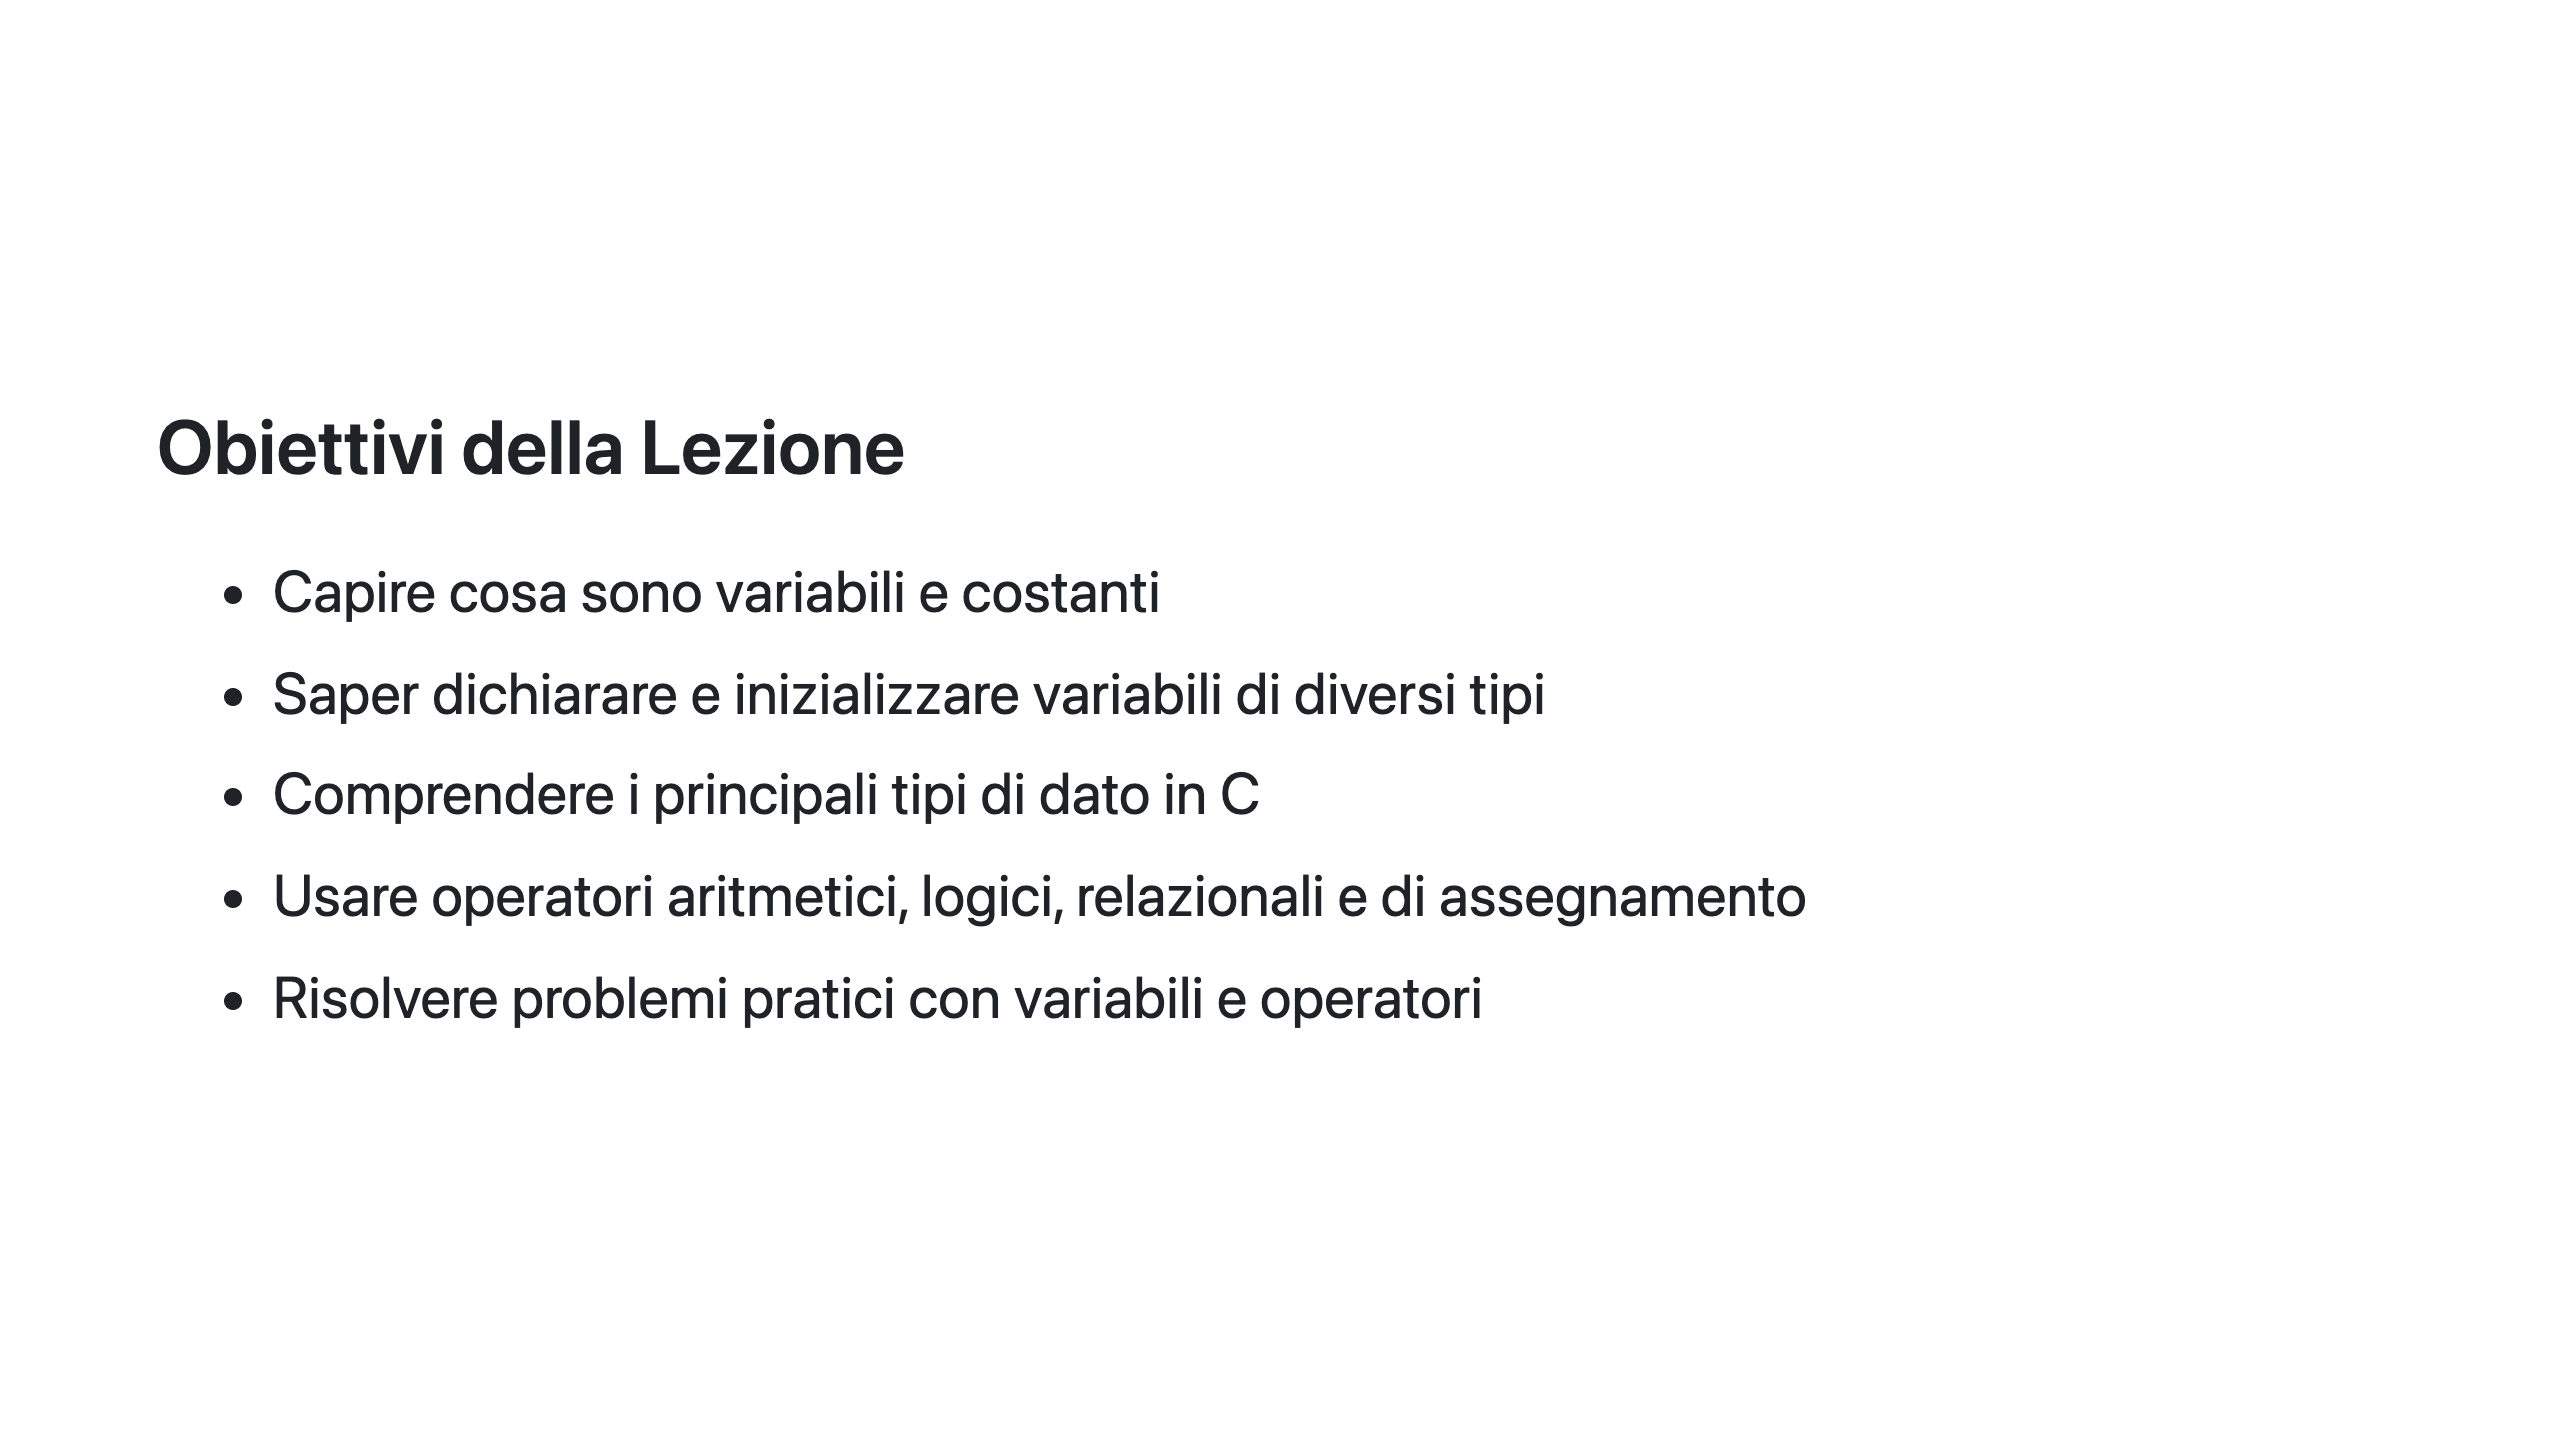 Obiettivi della Lezione
• Capire cosa sono variabili e costanti
• Saper dichiarare e inizializzare variabili di diversi tipi
• Comprendere i principali tipi di dato in C
• Usare operatori aritmetici, logici, relazionali e di assegnamento
• Risolvere problemi pratici con variabili e operatori